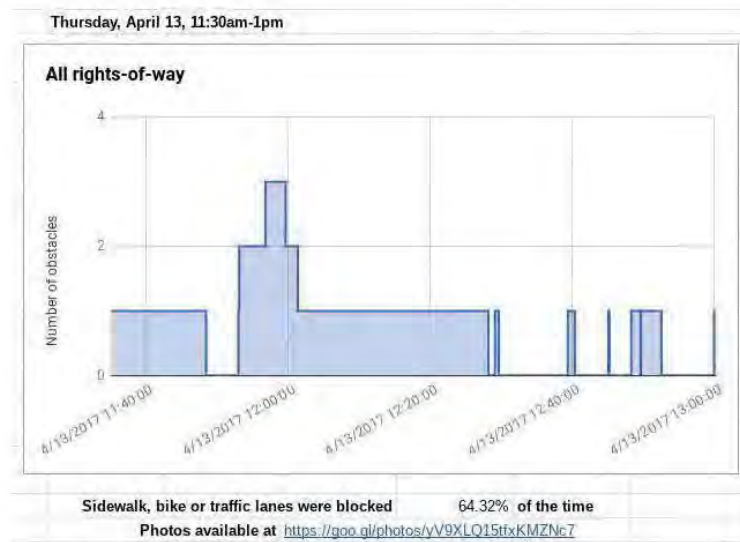 Thursday, April 13, 11:30am-1pm
All rights-of-way
4
2
0
Number of obstacles
4/13/2017 11:40:00
4/13/2017 12:00:00
4/13/2017 12:20:00
4/13/2017 12:40:00
4/13/2017 13:00:00
Sidewalk, bike or traffic lanes were blocked 64.32% of the time
Photos available at https://goo.gl/photos/yV9XLQ15tfxKMZNc7